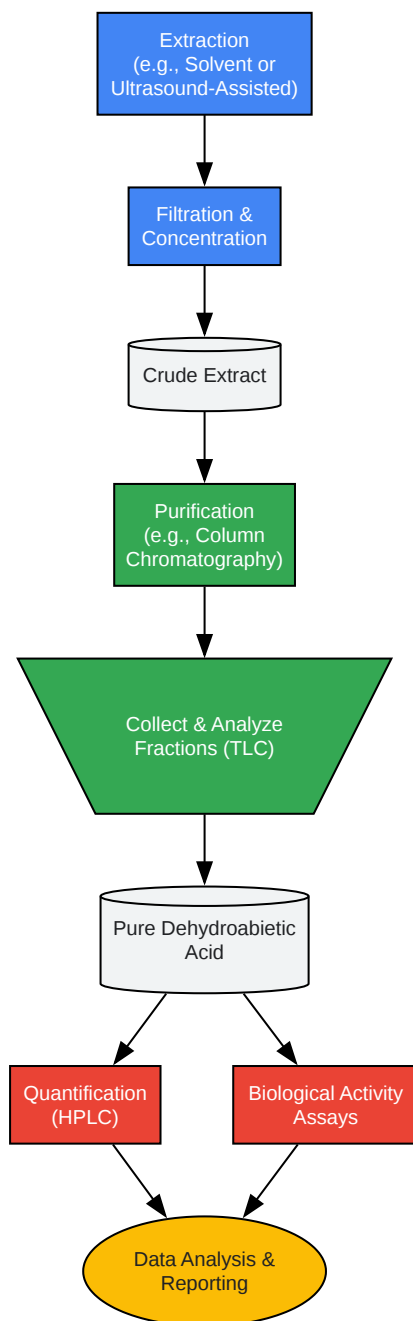 Extraction
(e.g., Solvent or
Ultrasound-Assisted)
Filtration &
Concentration
Crude Extract
Purification
(e.g., Column
Chromatography)
Collect & Analyze
Fractions (TLC)
Pure Dehydroabietic
Acid
Quantification
(HPLC)
Biological Activity
Assays
Data Analysis &
Reporting